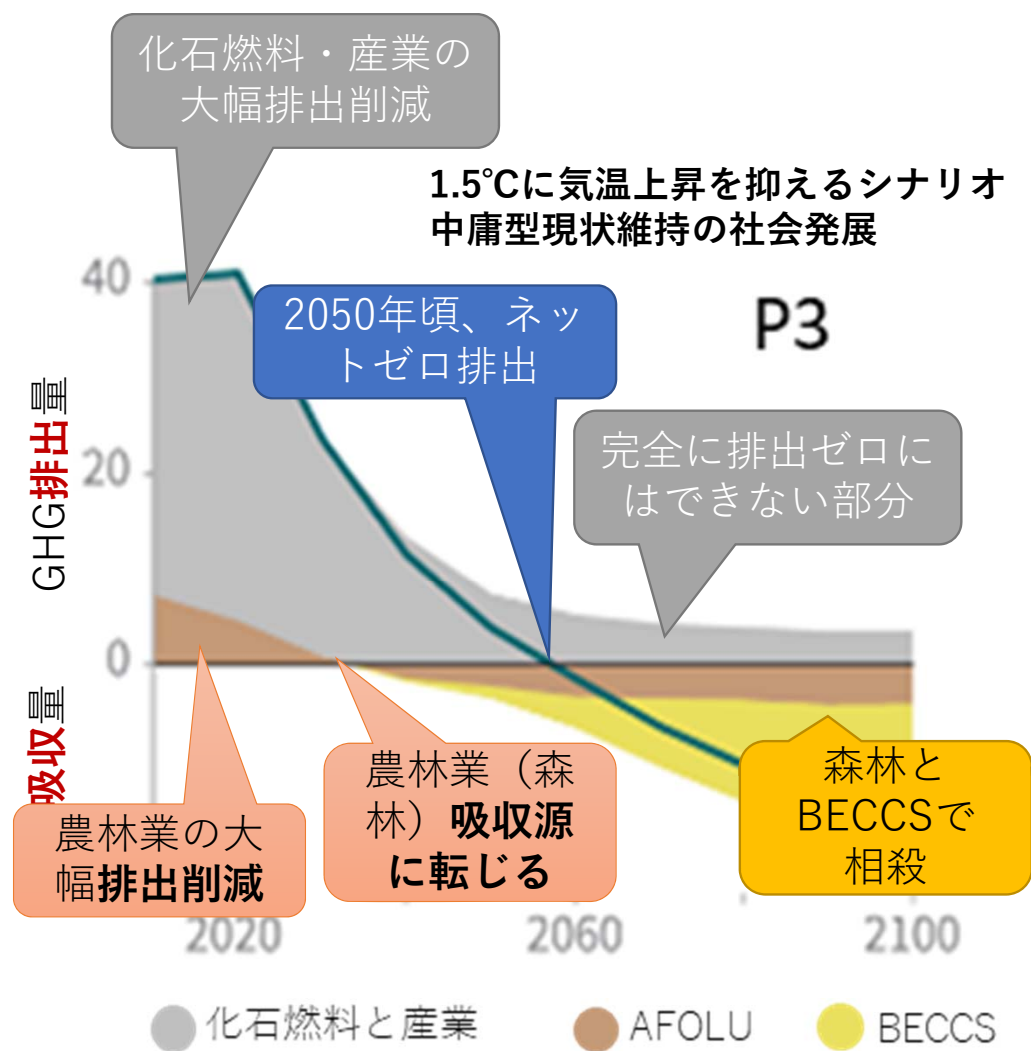 化石燃料・産業の
大幅排出削減
1.5℃に気温上昇を抑えるシナリオ
中庸型現状維持の社会発展
P3
40
20
0
GHG排出量
吸収量
2050年頃、ネッ
トゼロ排出
完全に排出ゼロに
はできない部分
農林業の大
幅排出削減
農林業（森
林）吸収源
に転じる
森林と
BECCSで
相殺
2020
2060
2100
化石燃料と産業
AFOLU
BECCS